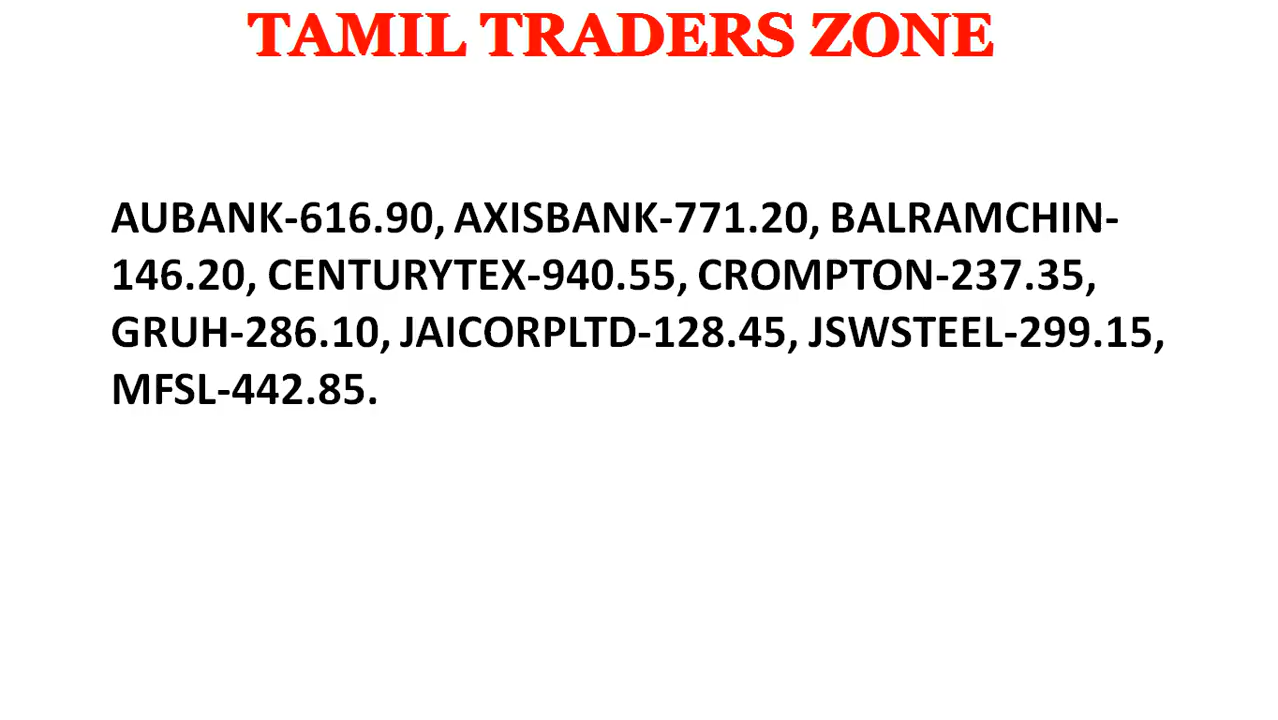 TAMIL TRADERS ZONE
AUBANK-616.90, AXISBANK-771.20, BALRAMCHIN-
146.20, CENTURYTEX-940.55, CROMPTON-237.35,
GRUH-286.10, JAICORPLTD-128.45, JSWSTEEL-299.15,
MFSL-442.85.